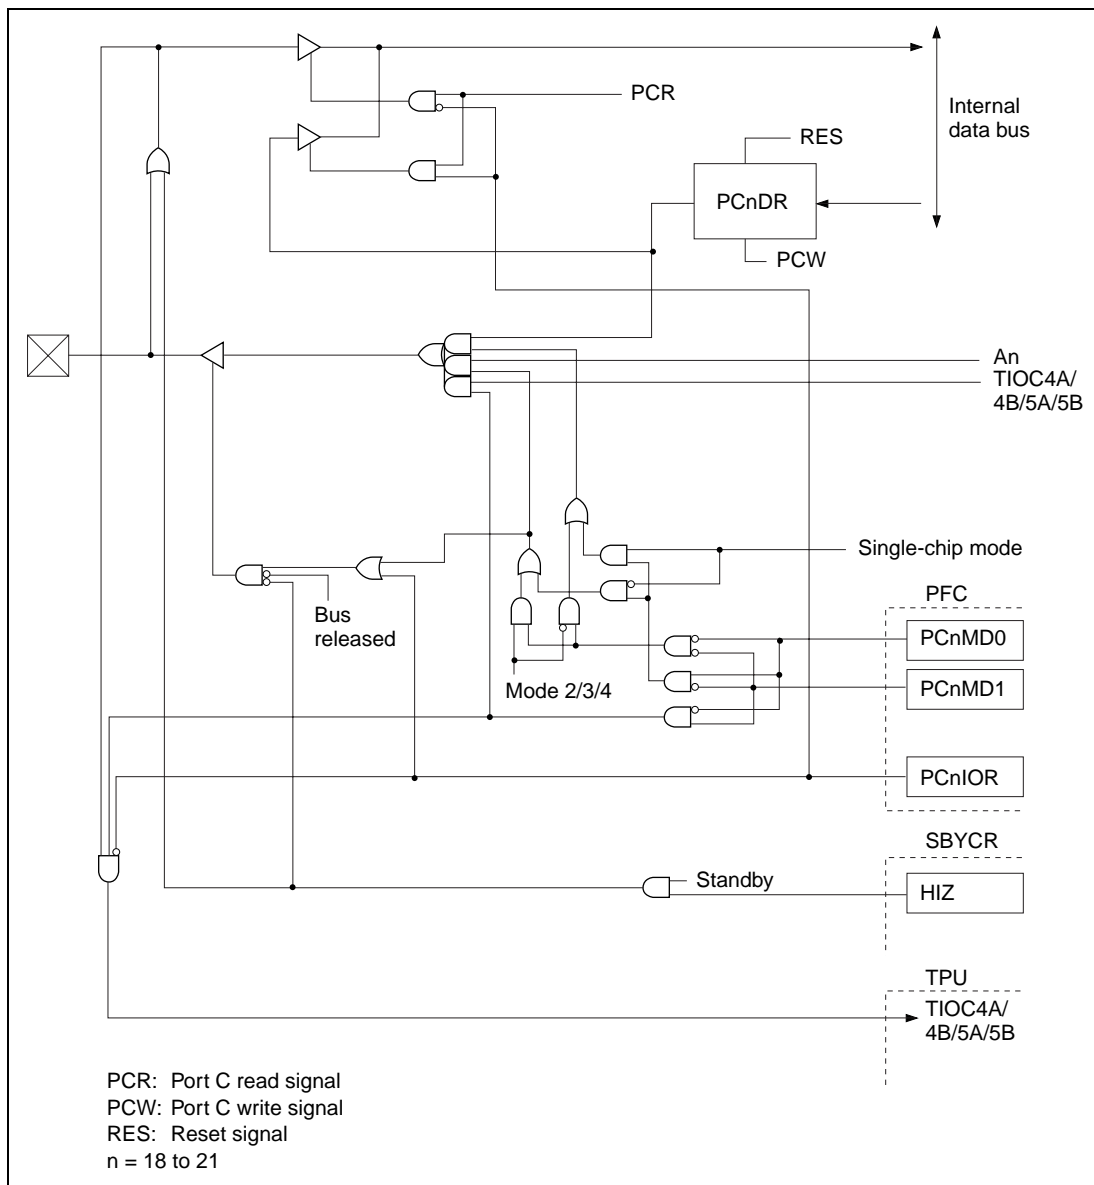 PCR
Internal
data bus
RES
PCnDR
PCW
An
TIOC4A/
4B/5A/5B
Single-chip mode
PFC
Bus
released
PCnMD0
Mode 2/3/4
PCnMD1
PCnIOR
SBYCR
Standby
HIZ
TPU
TIOC4A/
4B/5A/5B
PCR: Port C read signal
PCW: Port C write signal
RES: Reset signal
n = 18 to 21